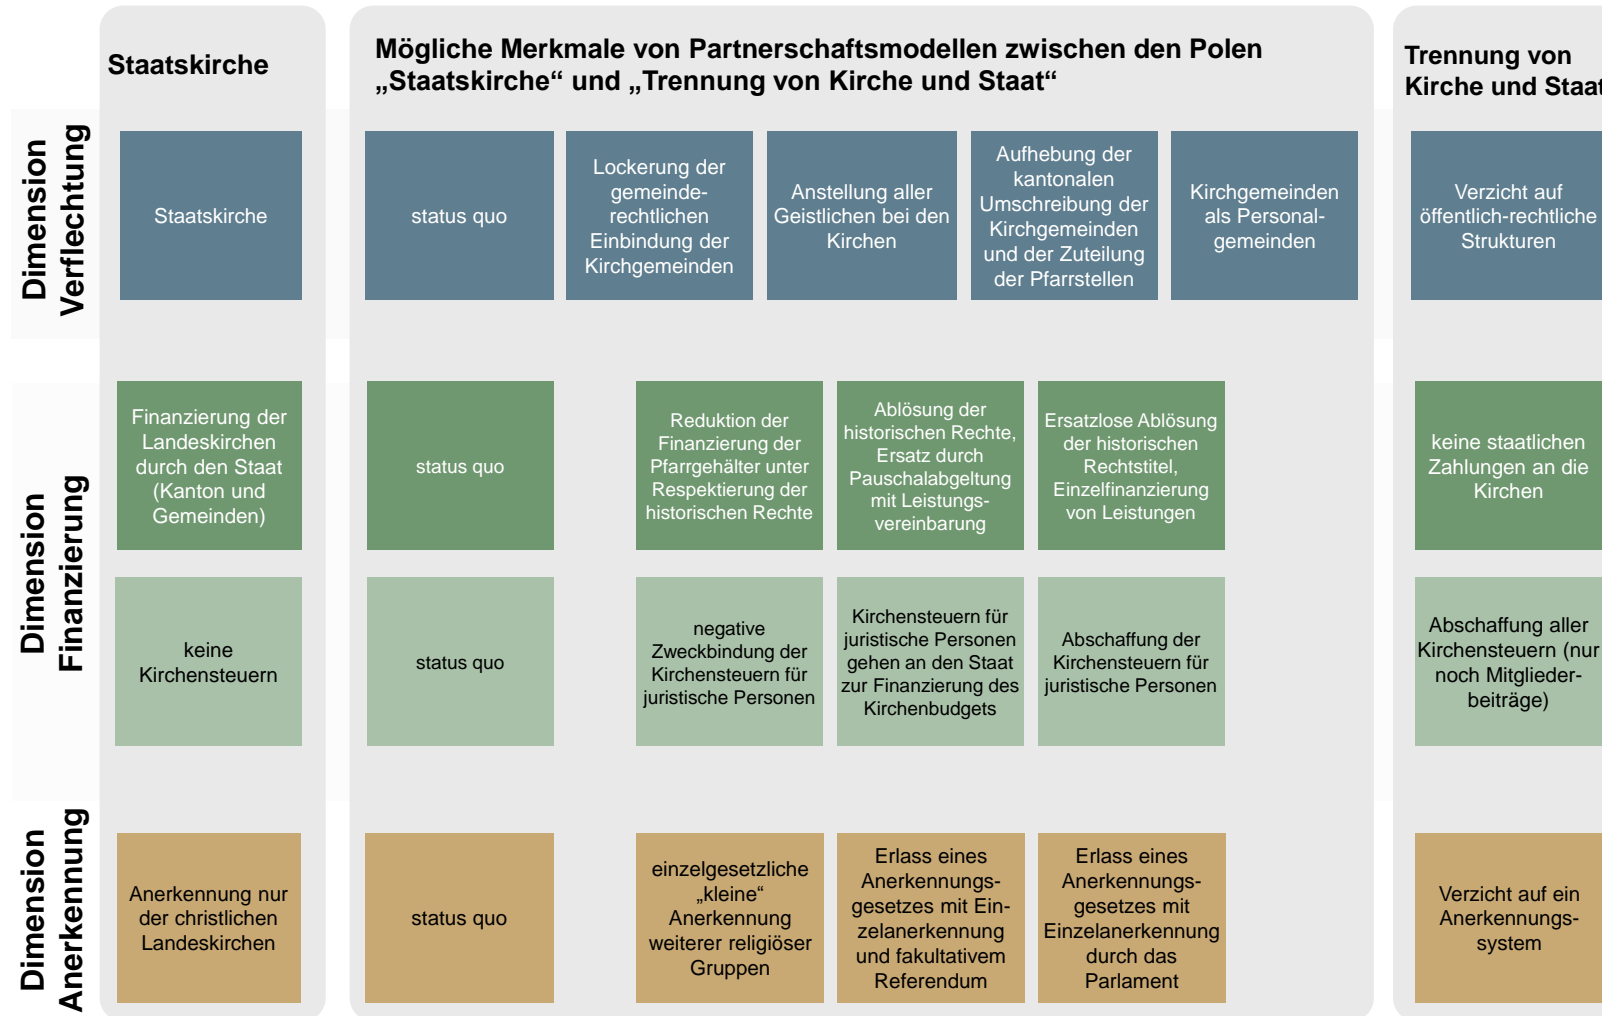 Staatskirche
Mögliche Merkmale von Partnerschaftsmodellen zwischen den Polen
„Staatskirche“ und „Trennung von Kirche und Staat“
Trennung von
Kirche und Staat
Dimension
Verflechtung
Staatskirche
status quo
Lockerung der
gemeinde-
rechtlichen
Einbindung der
Kirchgemeinden
Anstellung aller
Geistlichen bei den
Kirchen
Aufhebung der
kantonalen
Umschreibung der
Kirchgemeinden
und der Zuteilung
der Pfarrstellen
Kirchgemeinden
als Personal-
gemeinden
Verzicht auf
öffentlich-rechtliche
Strukturen
Dimension
Finanzierung
Finanzierung der
Landeskirchen
durch den Staat
(Kanton und
Gemeinden)
status quo
Reduktion der
Finanzierung der
Pfarrgehälter unter
Respektierung der
historischen Rechte
Ablösung der
historischen Rechte,
Ersatz durch
Pauschalabgeltung
mit Leistungs-
vereinbarung
Ersatzlose Ablösung
der historischen
Rechtstitel,
Einzelfinanzierung
von Leistungen
keine staatlichen
Zahlungen an die
Kirchen
keine
Kirchensteuern
status quo
negative
Zweckbindung der
Kirchensteuern für
juristische Personen
Kirchensteuern für
juristische Personen
gehen an den Staat
zur Finanzierung des
Kirchenbudgets
Abschaffung der
Kirchensteuern für
juristische Personen
Abschaffung aller
Kirchensteuern (nur
noch Mitglieder-
beiträge)
Dimension
Anerkennung
Anerkennung nur
der christlichen
Landeskirchen
status quo
einzelgesetzliche
„kleine“
Anerkennung
weiterer religiöser
Gruppen
Erlass eines
Anerkennungs-
gesetzes mit Ein-
zelanerkennung
und fakultativem
Referendum
Erlass eines
Anerkennungs-
gesetzes mit
Einzelanerkennung
durch das
Parlament
Verzicht auf ein
Anerkennungs-
system